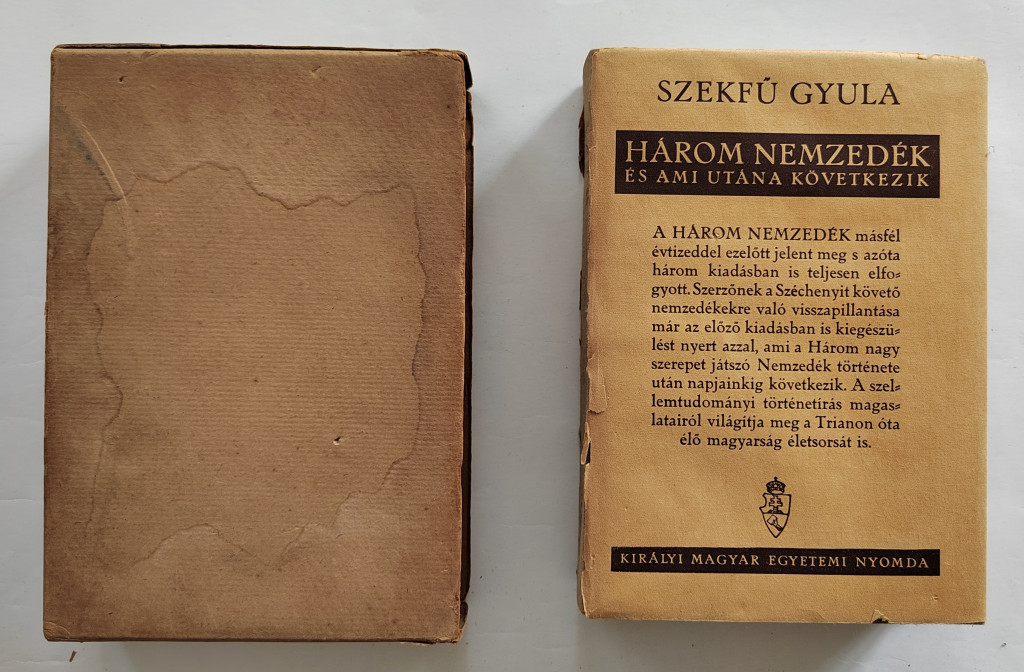 SZEKFŰ GYULA
HÁROM NEMZEDÉK
ÉS AMI UTÁNA KÖVETKEZIK
A HÁROM NEMZEDÉK másfél
évtizeddel ezelőtt jelent meg s azóta
három kiadásban is teljesen elfo=
gyott. Szerzőnek a Széchenyit követő
nemzedékekre való visszapillantása
már az előző kiadásban is kiegészü=
lést nyert azzal, ami a Három nagy
szerepet játszó Nemzedék története
után napjainkig következik. A szel=
lemtudományi történetírás magas=
latairól világítja meg a Trianon óta
élő magyarság életsorsát is.
KIRÁLYI MAGYAR EGYETEMI NYOMDA